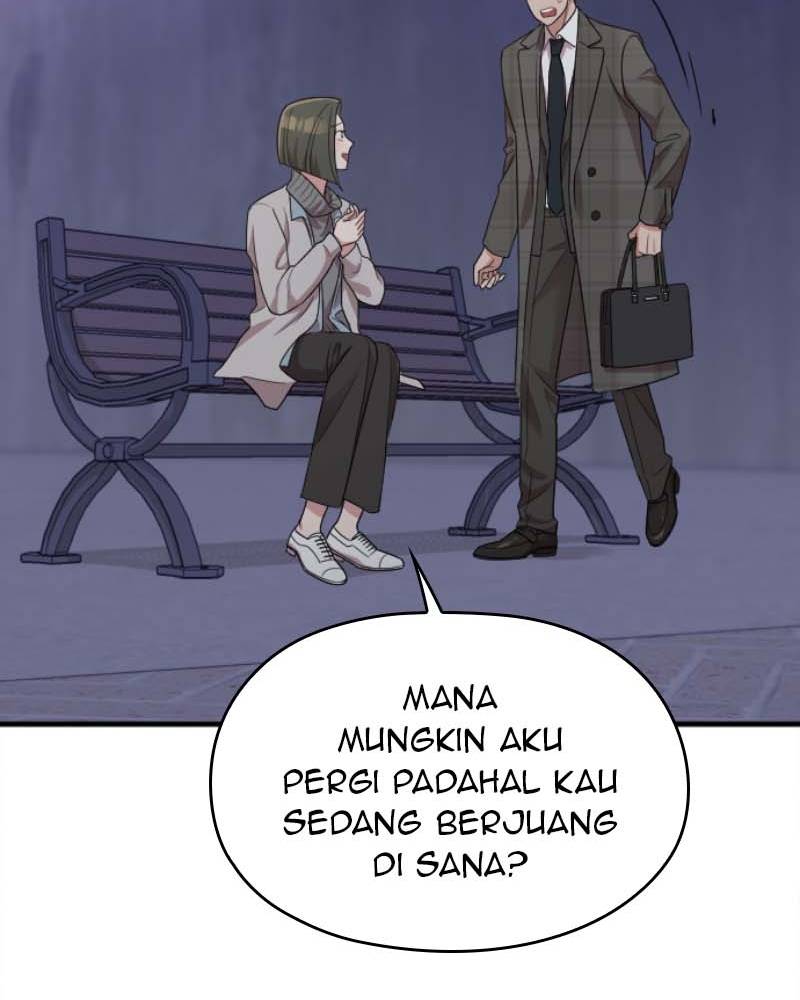 MANA
MUNGKIN AKU
PERGI PADAHAL KAU
SEDANG BERJUANG
DI SANA?